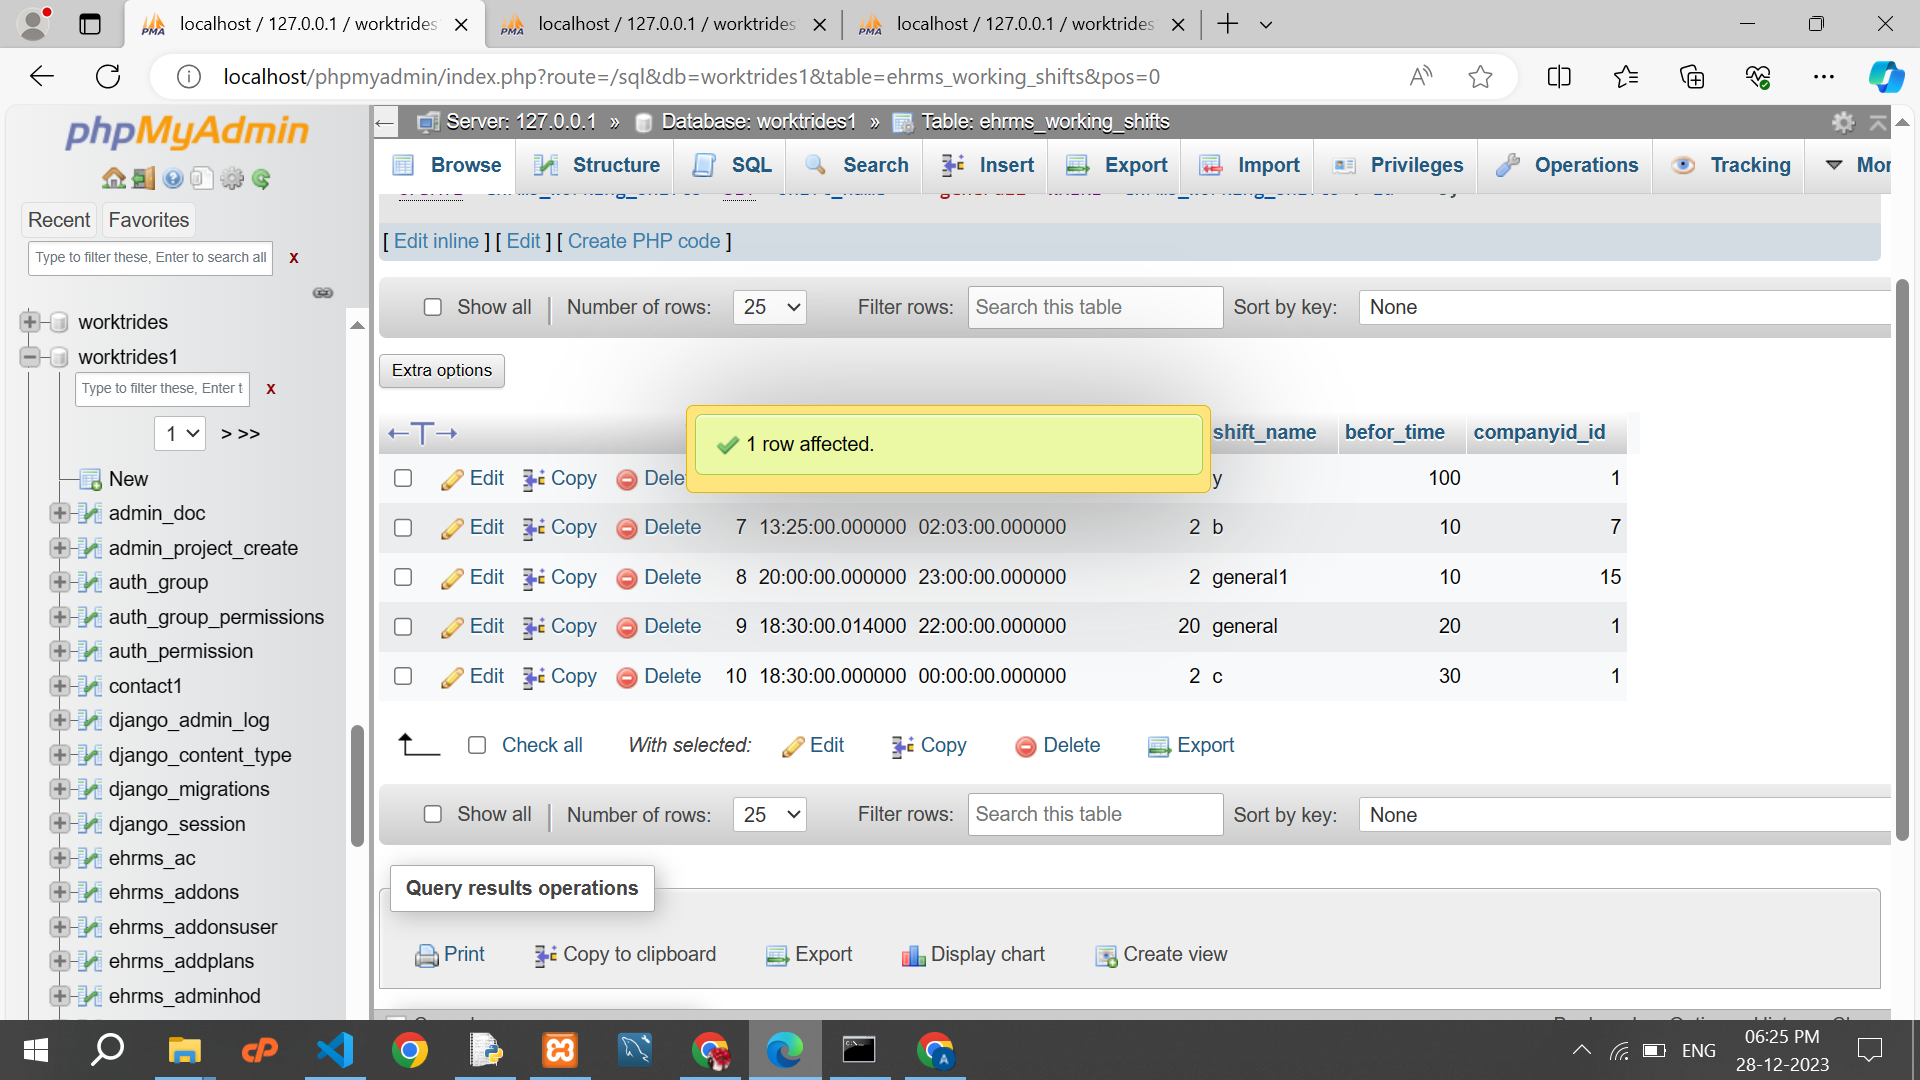 localhost / 127.0.0.1 / worktrides
localhost / 127.0.0.1 / worktrides
localhost / 127.0.0.1 / worktrides
localhost/phpmyadmin/index.php?route=/sql&db=worktrides1&table=ehrms_working_shifts&pos=0
phpMyAdmin
Recent Favorites
Type to filter these, Enter to search all X
worktrides
worktrides1
Type to filter these, Enter t X
1 > >>
New
admin_doc
admin_project_create
auth_group
auth_group_permissions
auth_permission
contact1
django_admin_log
django_content_type
django_migrations
django_session
ehrms_ac
ehrms_addons
ehrms_addonsuser
ehrms_addplans
ehrms_adminhod
Server: 127.0.0.1 » Database: worktrides1 » Table: ehrms_working_shifts
Browse Structure SQL Search Insert Export Import Privileges Operations Tracking Mor
[ Edit inline ] [ Edit ] [ Create PHP code ]
Show all Number of rows: 25 Filter rows: Search this table Sort by key: None
Extra options
←T→ shift_name befor_time companyid_id
1 row affected.
Edit Copy Delete y 100 1
Edit Copy Delete 7 13:25:00.000000 02:03:00.000000 2 b 10 7
Edit Copy Delete 8 20:00:00.000000 23:00:00.000000 2 general1 10 15
Edit Copy Delete 9 18:30:00.014000 22:00:00.000000 20 general 20 1
Edit Copy Delete 10 18:30:00.000000 00:00:00.000000 2 c 30 1
Check all With selected: Edit Copy Delete Export
Show all Number of rows: 25 Filter rows: Search this table Sort by key: None
Query results operations
Print Copy to clipboard Export Display chart Create view
ENG
06:25 PM
28-12-2023